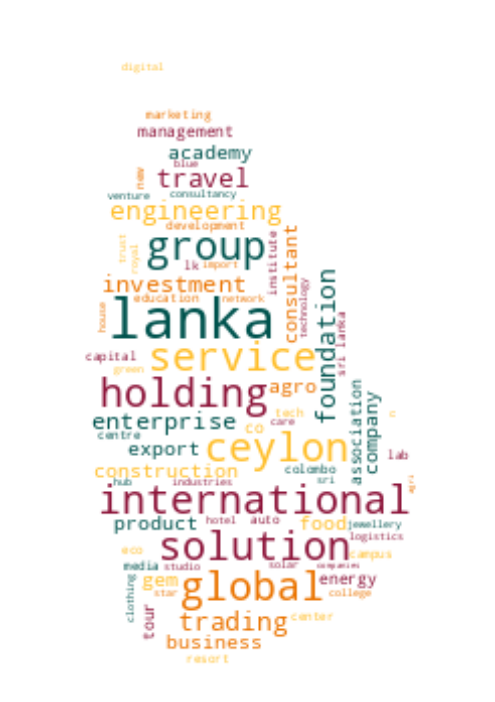 digital
marketing
management
academy
blue
travel
new
venture
consultancy
engineering
development
group
trust
royal
lk
import
institute
consultant
investment
education
network
technology
house
lanka
foundation
sri lanka
capital
service
green
holding
agro
association
company
tech
c
enterprise
co
care
centre
export
ceylon
lab
construction
colombo
hub
industries
sri
agri
international
product
hotel
auto
food
jewellery
logistics
solution
eco
campus
media
studio
solar
companies
clothing
gem
global
energy
star
college
tour
trading
center
business
resort